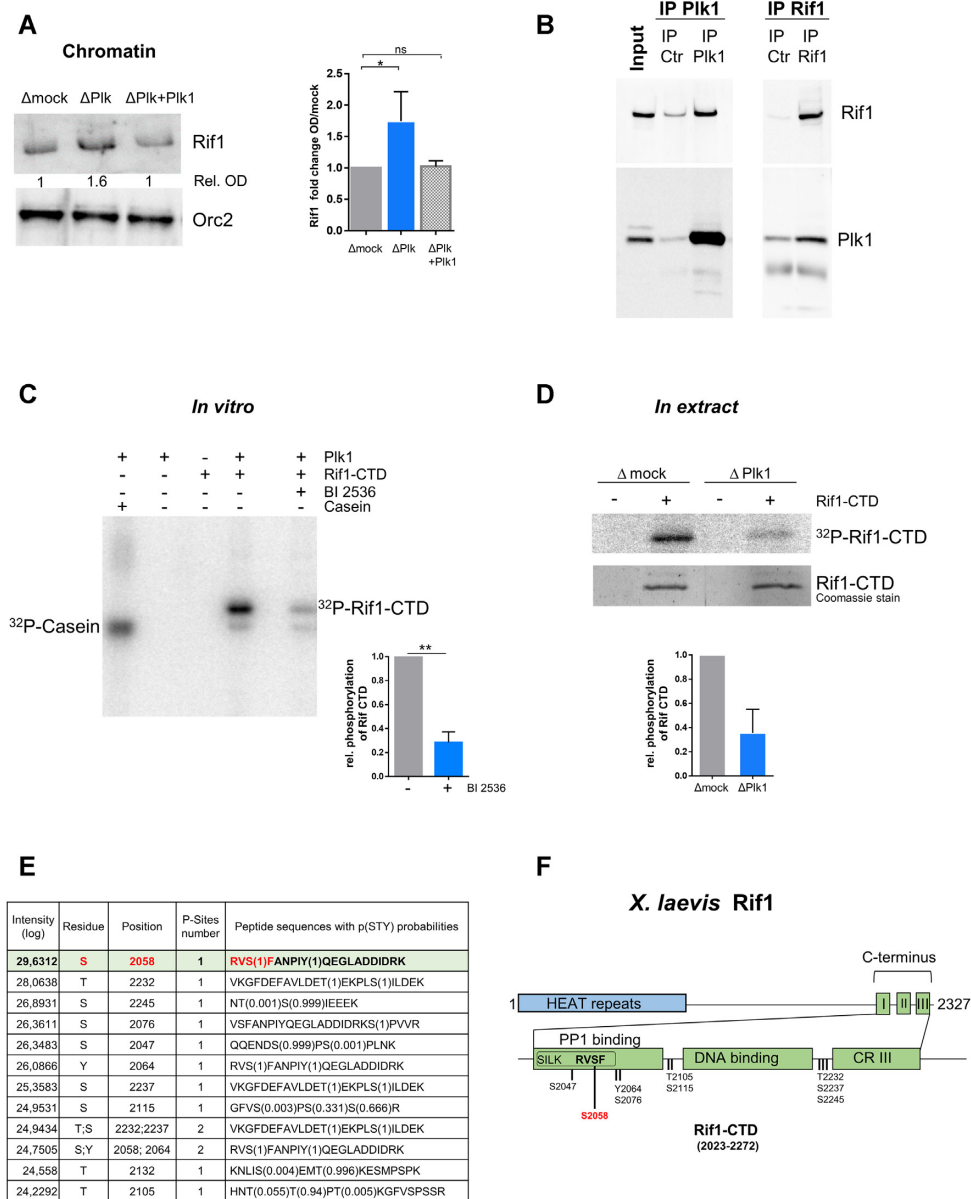 A
Chromatin
Δmock ΔPlk ΔPlk+Plk1
Rif1
1 1.6 1 Rel. OD
Orc2
ns
*
2.5
2.0
1.5
1.0
0.5
0.0
Rif1 fold change OD/mock
Δmock ΔPlk ΔPlk
+Plk1
B
IP Plk1 IP Rif1
Input
IP IP IP IP
Ctr Plk1 Ctr Rif1
Rif1
Plk1
C
In vitro
+ + - + + Plk1
- - + + + Rif1-CTD
- - - - + BI 2536
+ - - - - Casein
32P-Casein
32P-Rif1-CTD
**
1.0
0.8
0.6
0.4
0.2
0.0
rel. phosphorylation
of Rif CTD
- + BI 2536
D
In extract
Δ mock Δ Plk1
- + - + Rif1-CTD
32P-Rif1-CTD
Rif1-CTD
Coomassie stain
1.0
0.8
0.6
0.4
0.2
0.0
rel. phosphorylation
of Rif CTD
Δmock ΔPlk1
E
Intensity (log) Residue Position P-Sites number Peptide sequences with p(STY) probabilities
29,6312 S 2058 1 RVS(1)FANPIY(1)QEGLADDIDRK
28,0638 T 2232 1 VKGFDEFAVLDET(1)EKPLS(1)ILDEK
26,8931 S 2245 1 NT(0.001)S(0.999)IEEEK
26,3611 S 2076 1 VSFANPIYQEGLADDIDRKS(1)PVVR
26,3483 S 2047 1 QQENDS(0.999)PS(0.001)PLNK
26,0866 Y 2064 1 RVS(1)FANPIY(1)QEGLADDIDRK
25,3583 S 2237 1 VKGFDEFAVLDET(1)EKPLS(1)ILDEK
24,9531 S 2115 1 GFVS(0.003)PS(0.331)S(0.666)R
24,9434 T;S 2232;2237 2 VKGFDEFAVLDET(1)EKPLS(1)ILDEK
24,7505 S;Y 2058; 2064 2 RVS(1)FANPIY(1)QEGLADDIDRK
24,558 T 2132 1 KNLIS(0.004)EMT(0.996)KESMPSPK
24,2292 T 2105 1 HNT(0.055)T(0.94)PT(0.005)KGFVSPSSR
F
X. laevis Rif1
C-terminus
1 HEAT repeats I II III 2327
PP1 binding
SILK RVSF DNA binding CR III
S2047 Y2064 T2105 T2232
S2076 S2115 S2237
S2245
S2058
Rif1-CTD
(2023-2272)